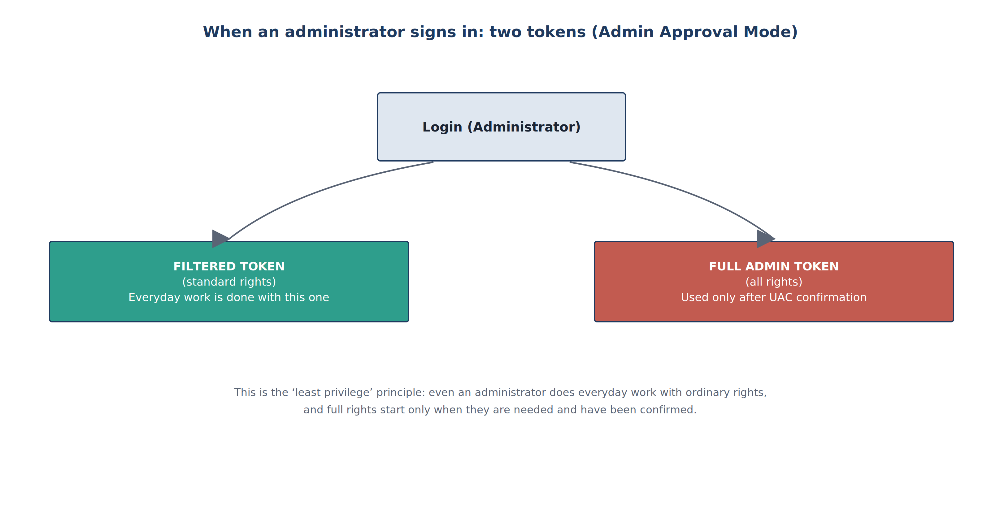 When an administrator signs in: two tokens (Admin Approval Mode)
Login (Administrator)
FILTERED TOKEN
(standard rights)
Everyday work is done with this one
FULL ADMIN TOKEN
(all rights)
Used only after UAC confirmation
This is the ‘least privilege’ principle: even an administrator does everyday work with ordinary rights,
and full rights start only when they are needed and have been confirmed.